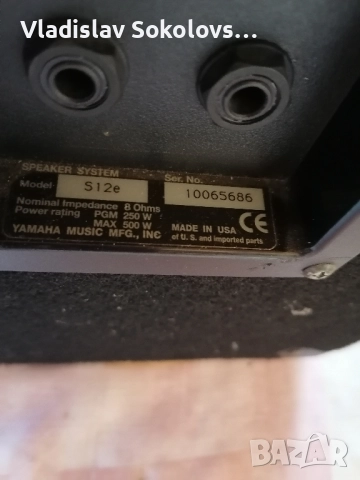 Vladislav Sokolovs...
SPEAKER SYSTEM
Ser. No.
Model S12e
10065686
Nominal Impedance 8 Ohms
Power rating PGM 250 W
MAX 500 W
MADE IN USA
of U. S. and imported parts
CE
YAMAHA MUSIC MFG., INC
BAZAR